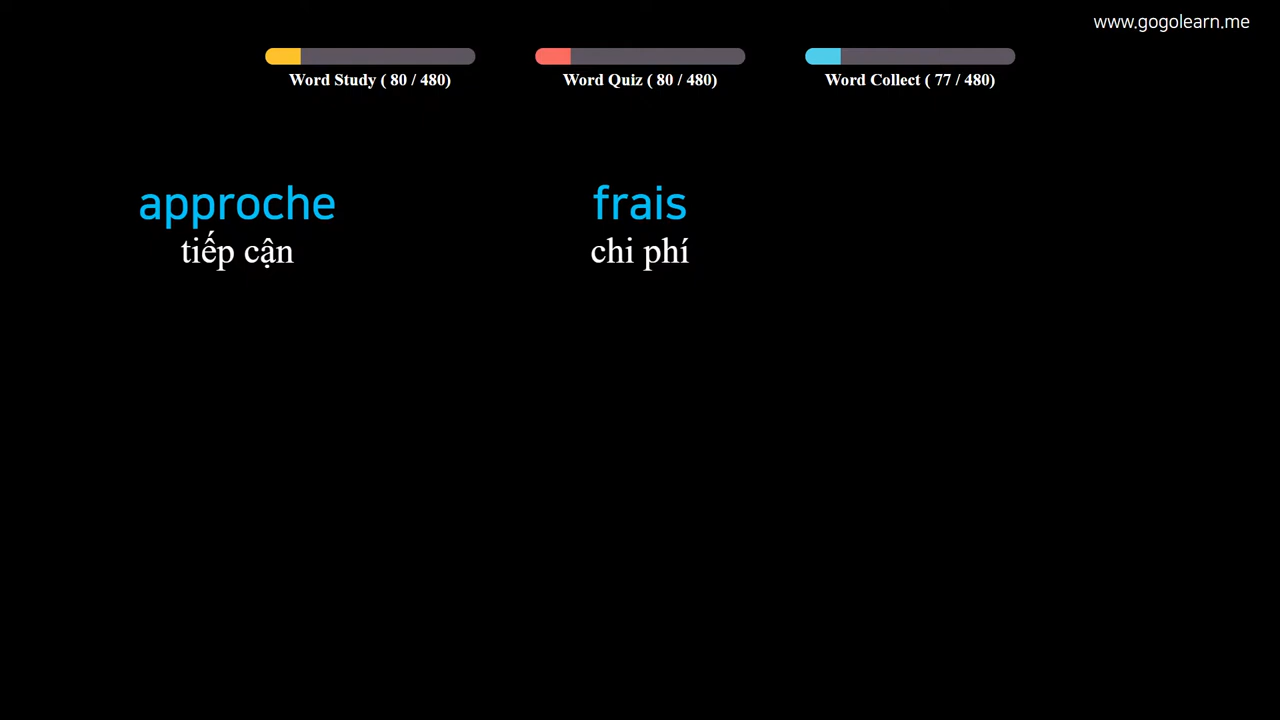 www.gogolearn.me
Word Study ( 80 / 480)
Word Quiz ( 80 / 480)
Word Collect ( 77 / 480)
approche
tiếp cận
frais
chi phí